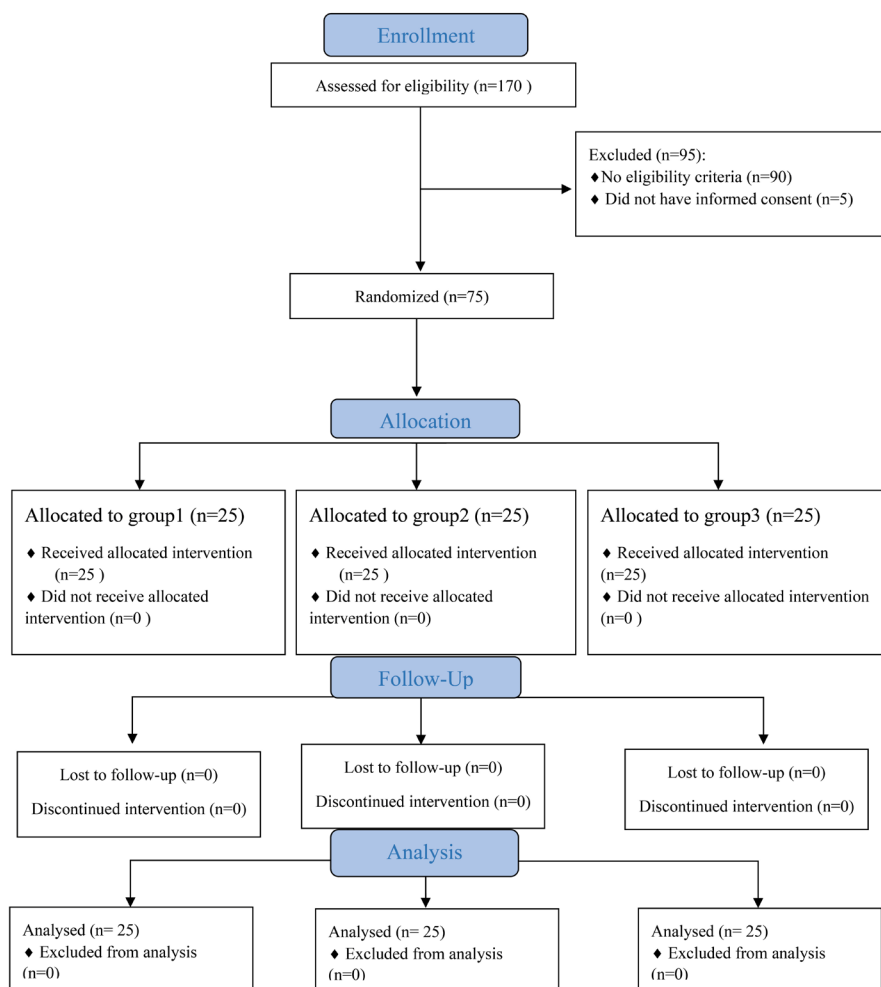 Enrollment
Assessed for eligibility (n=170 )
Excluded (n=95):
♦No eligibility criteria (n=90)
♦ Did not have informed consent (n=5)
Randomized (n=75)
Allocation
Allocated to group1 (n=25)
♦ Received allocated intervention
(n=25 )
♦ Did not receive allocated
intervention (n=0 )
Allocated to group2 (n=25)
♦ Received allocated intervention
(n=25 )
♦ Did not receive allocated
intervention (n=0)
Allocated to group3 (n=25)
♦ Received allocated intervention
(n=25)
♦ Did not receive allocated intervention
(n=0 )
Follow-Up
Lost to follow-up (n=0)
Discontinued intervention (n=0)
Lost to follow-up (n=0)
Discontinued intervention (n=0)
Lost to follow-up (n=0)
Discontinued intervention (n=0)
Analysis
Analysed (n= 25)
♦ Excluded from analysis
(n=0)
Analysed (n= 25)
♦ Excluded from analysis
(n=0)
Analysed (n= 25)
♦ Excluded from analysis
(n=0)